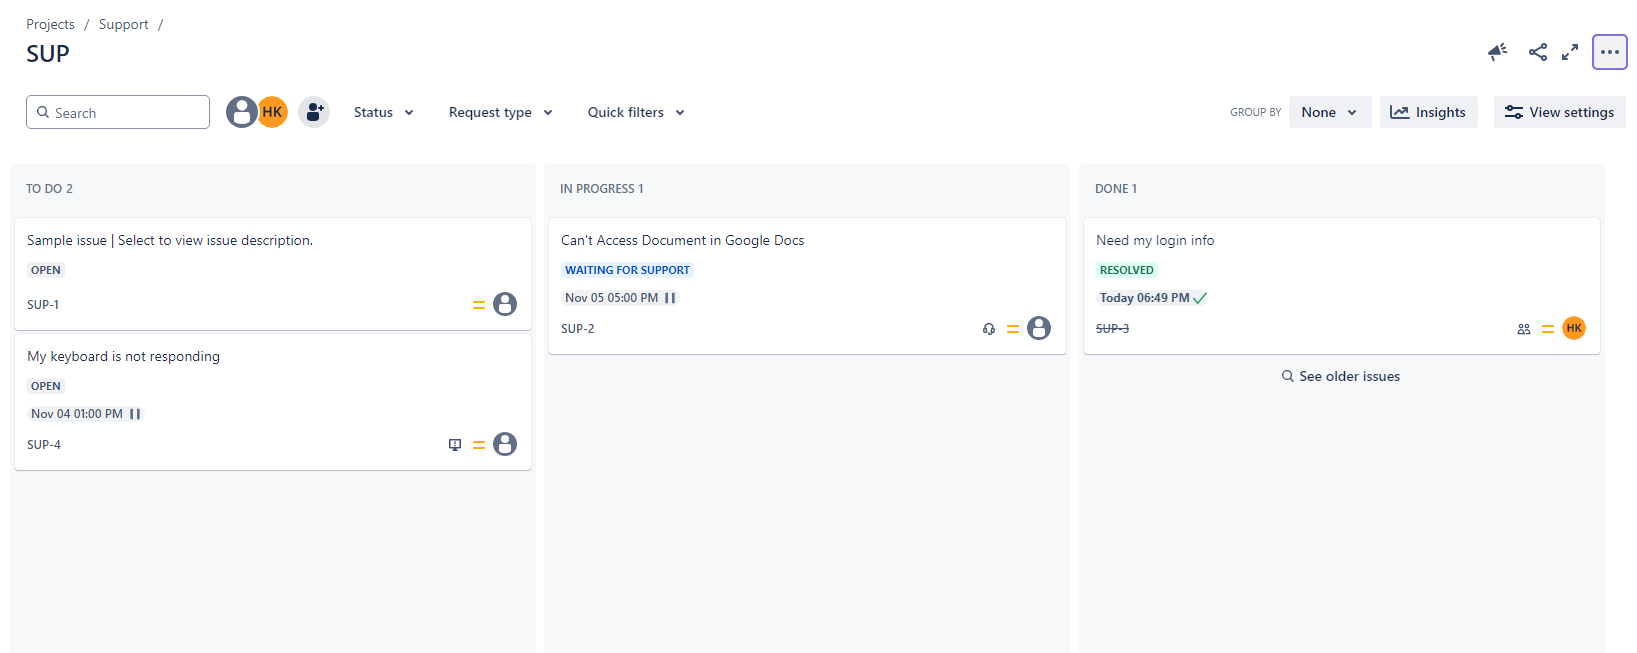 Projects / Support /
SUP
Search
HK
Status
Request type
Quick filters
GROUP BY
None
Insights
View settings
TO DO 2
Sample issue | Select to view issue description.
OPEN
SUP-1
My keyboard is not responding
OPEN
Nov 04 01:00 PM
SUP-4
IN PROGRESS 1
Can't Access Document in Google Docs
WAITING FOR SUPPORT
Nov 05 05:00 PM
SUP-2
DONE 1
Need my login info
RESOLVED
Today 06:49 PM
SUP-3
HK
See older issues